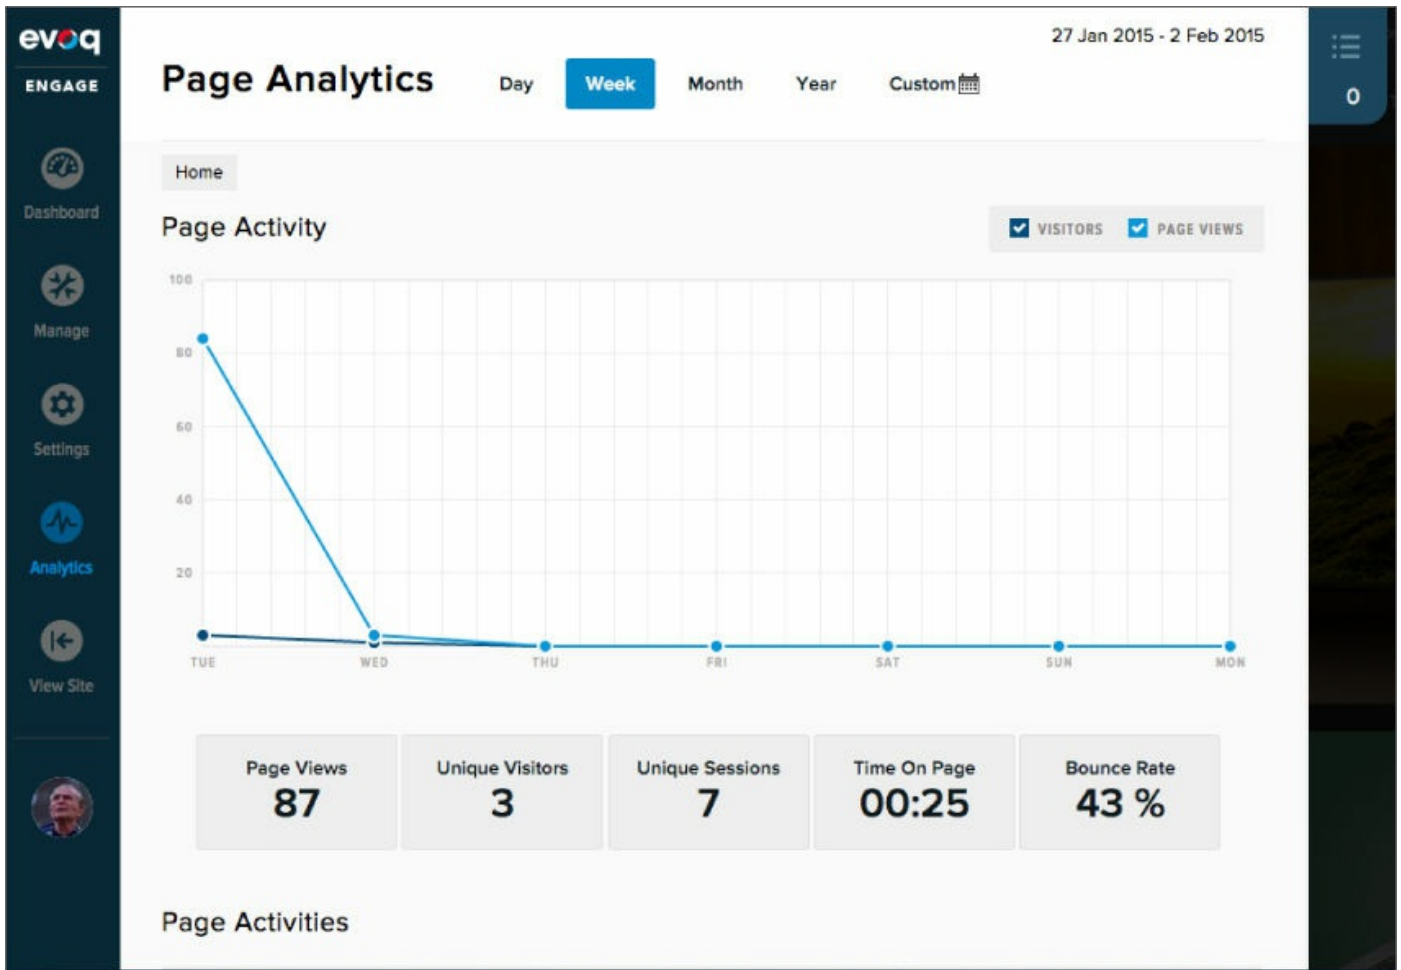 evoq
ENGAGE
Dashboard
Manage
Settings
Analytics
View Site
27 Jan 2015 - 2 Feb 2015
0
Page Analytics
Day
Week
Month
Year
Custom
Home
Page Activity
VISITORS
PAGE VIEWS
100
80
60
40
20
TUE WED THU FRI SAT SUN MON
Page Views
87
Unique Visitors
3
Unique Sessions
7
Time On Page
00:25
Bounce Rate
43 %
Page Activities